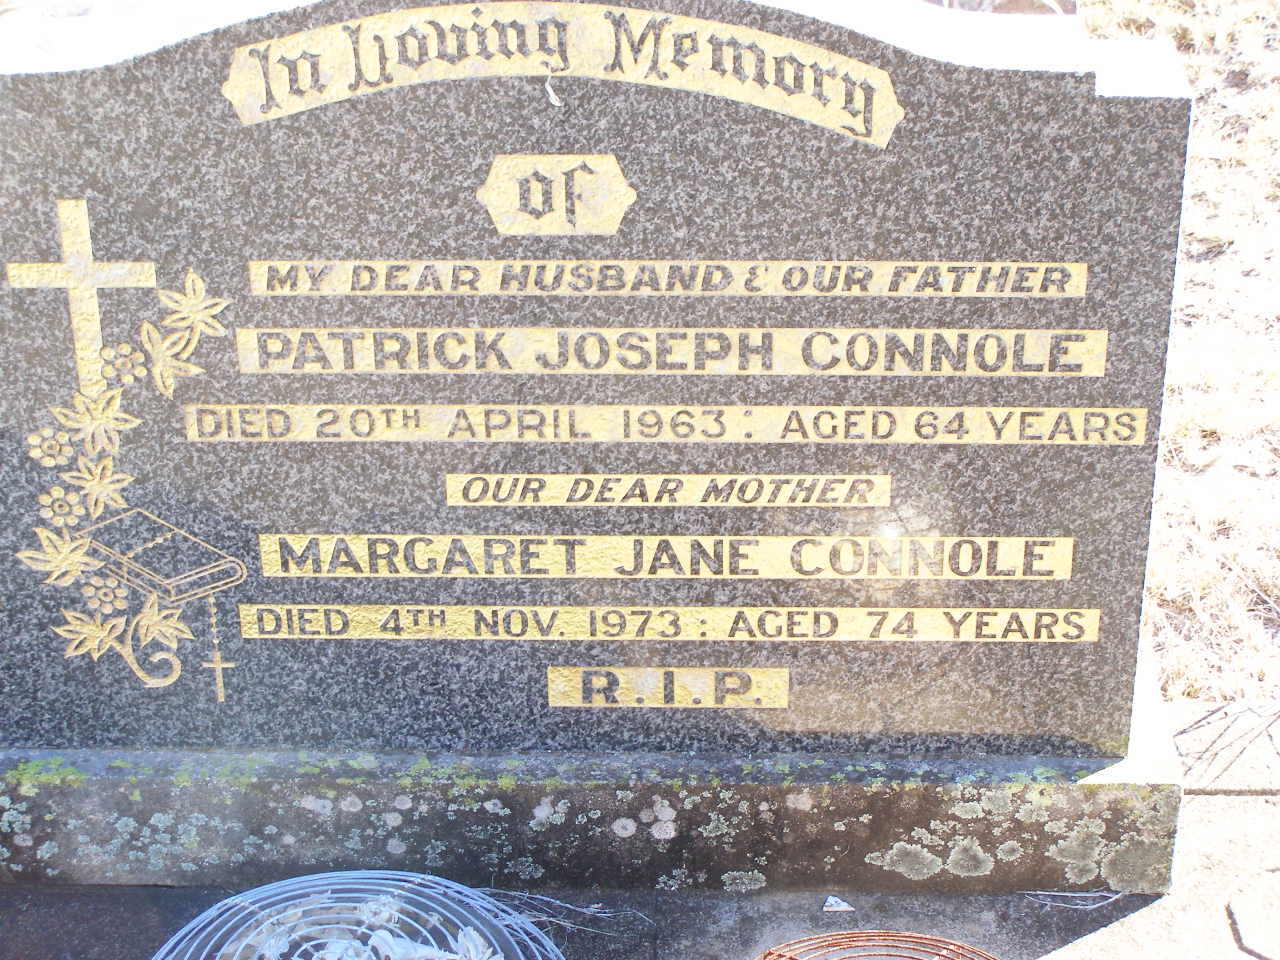 In Loving Memory
of
MY DEAR HUSBAND & OUR FATHER
PATRICK JOSEPH CONNOLE
DIED 20TH APRIL 1963: AGED 64 YEARS
OUR DEAR MOTHER
MARGARET JANE CONNOLE
DIED 4TH NOV. 1973: AGED 74 YEARS
R.I.P.